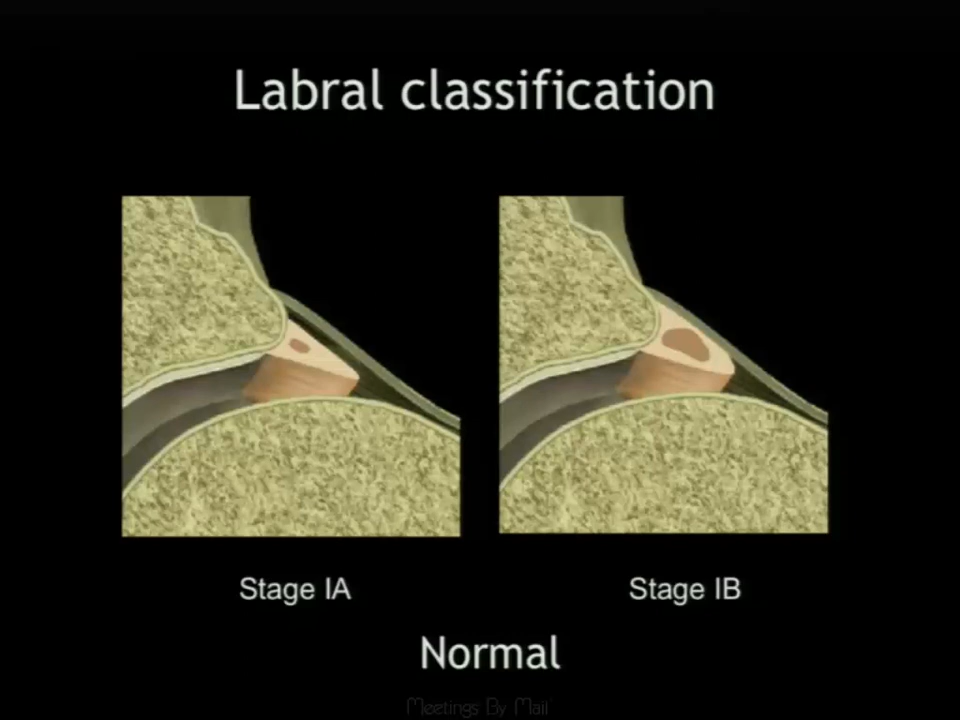 Labral classification
Stage IA
Stage IB
Normal
Meetings By Mail